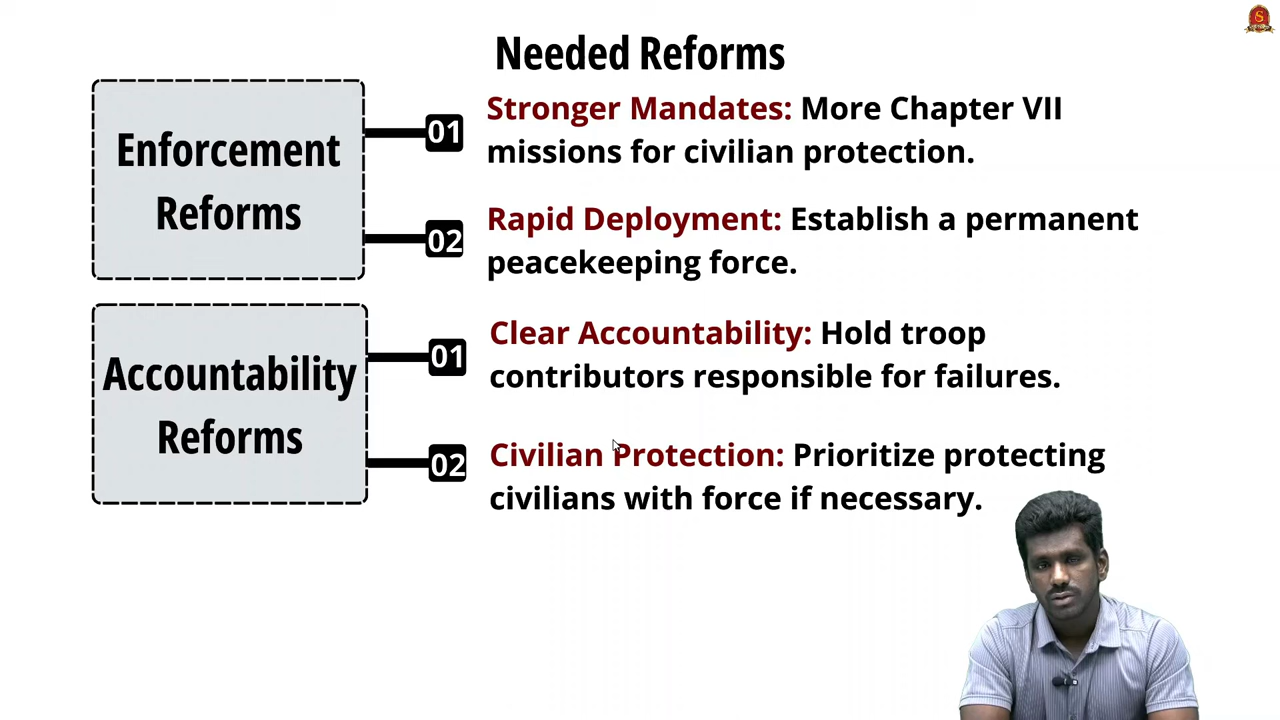 Needed Reforms
Enforcement
Reforms
01
Stronger Mandates: More Chapter VII
missions for civilian protection.
02
Rapid Deployment: Establish a permanent
peacekeeping force.
Accountability
Reforms
01
Clear Accountability: Hold troop
contributors responsible for failures.
02
Civilian Protection: Prioritize protecting
civilians with force if necessary.